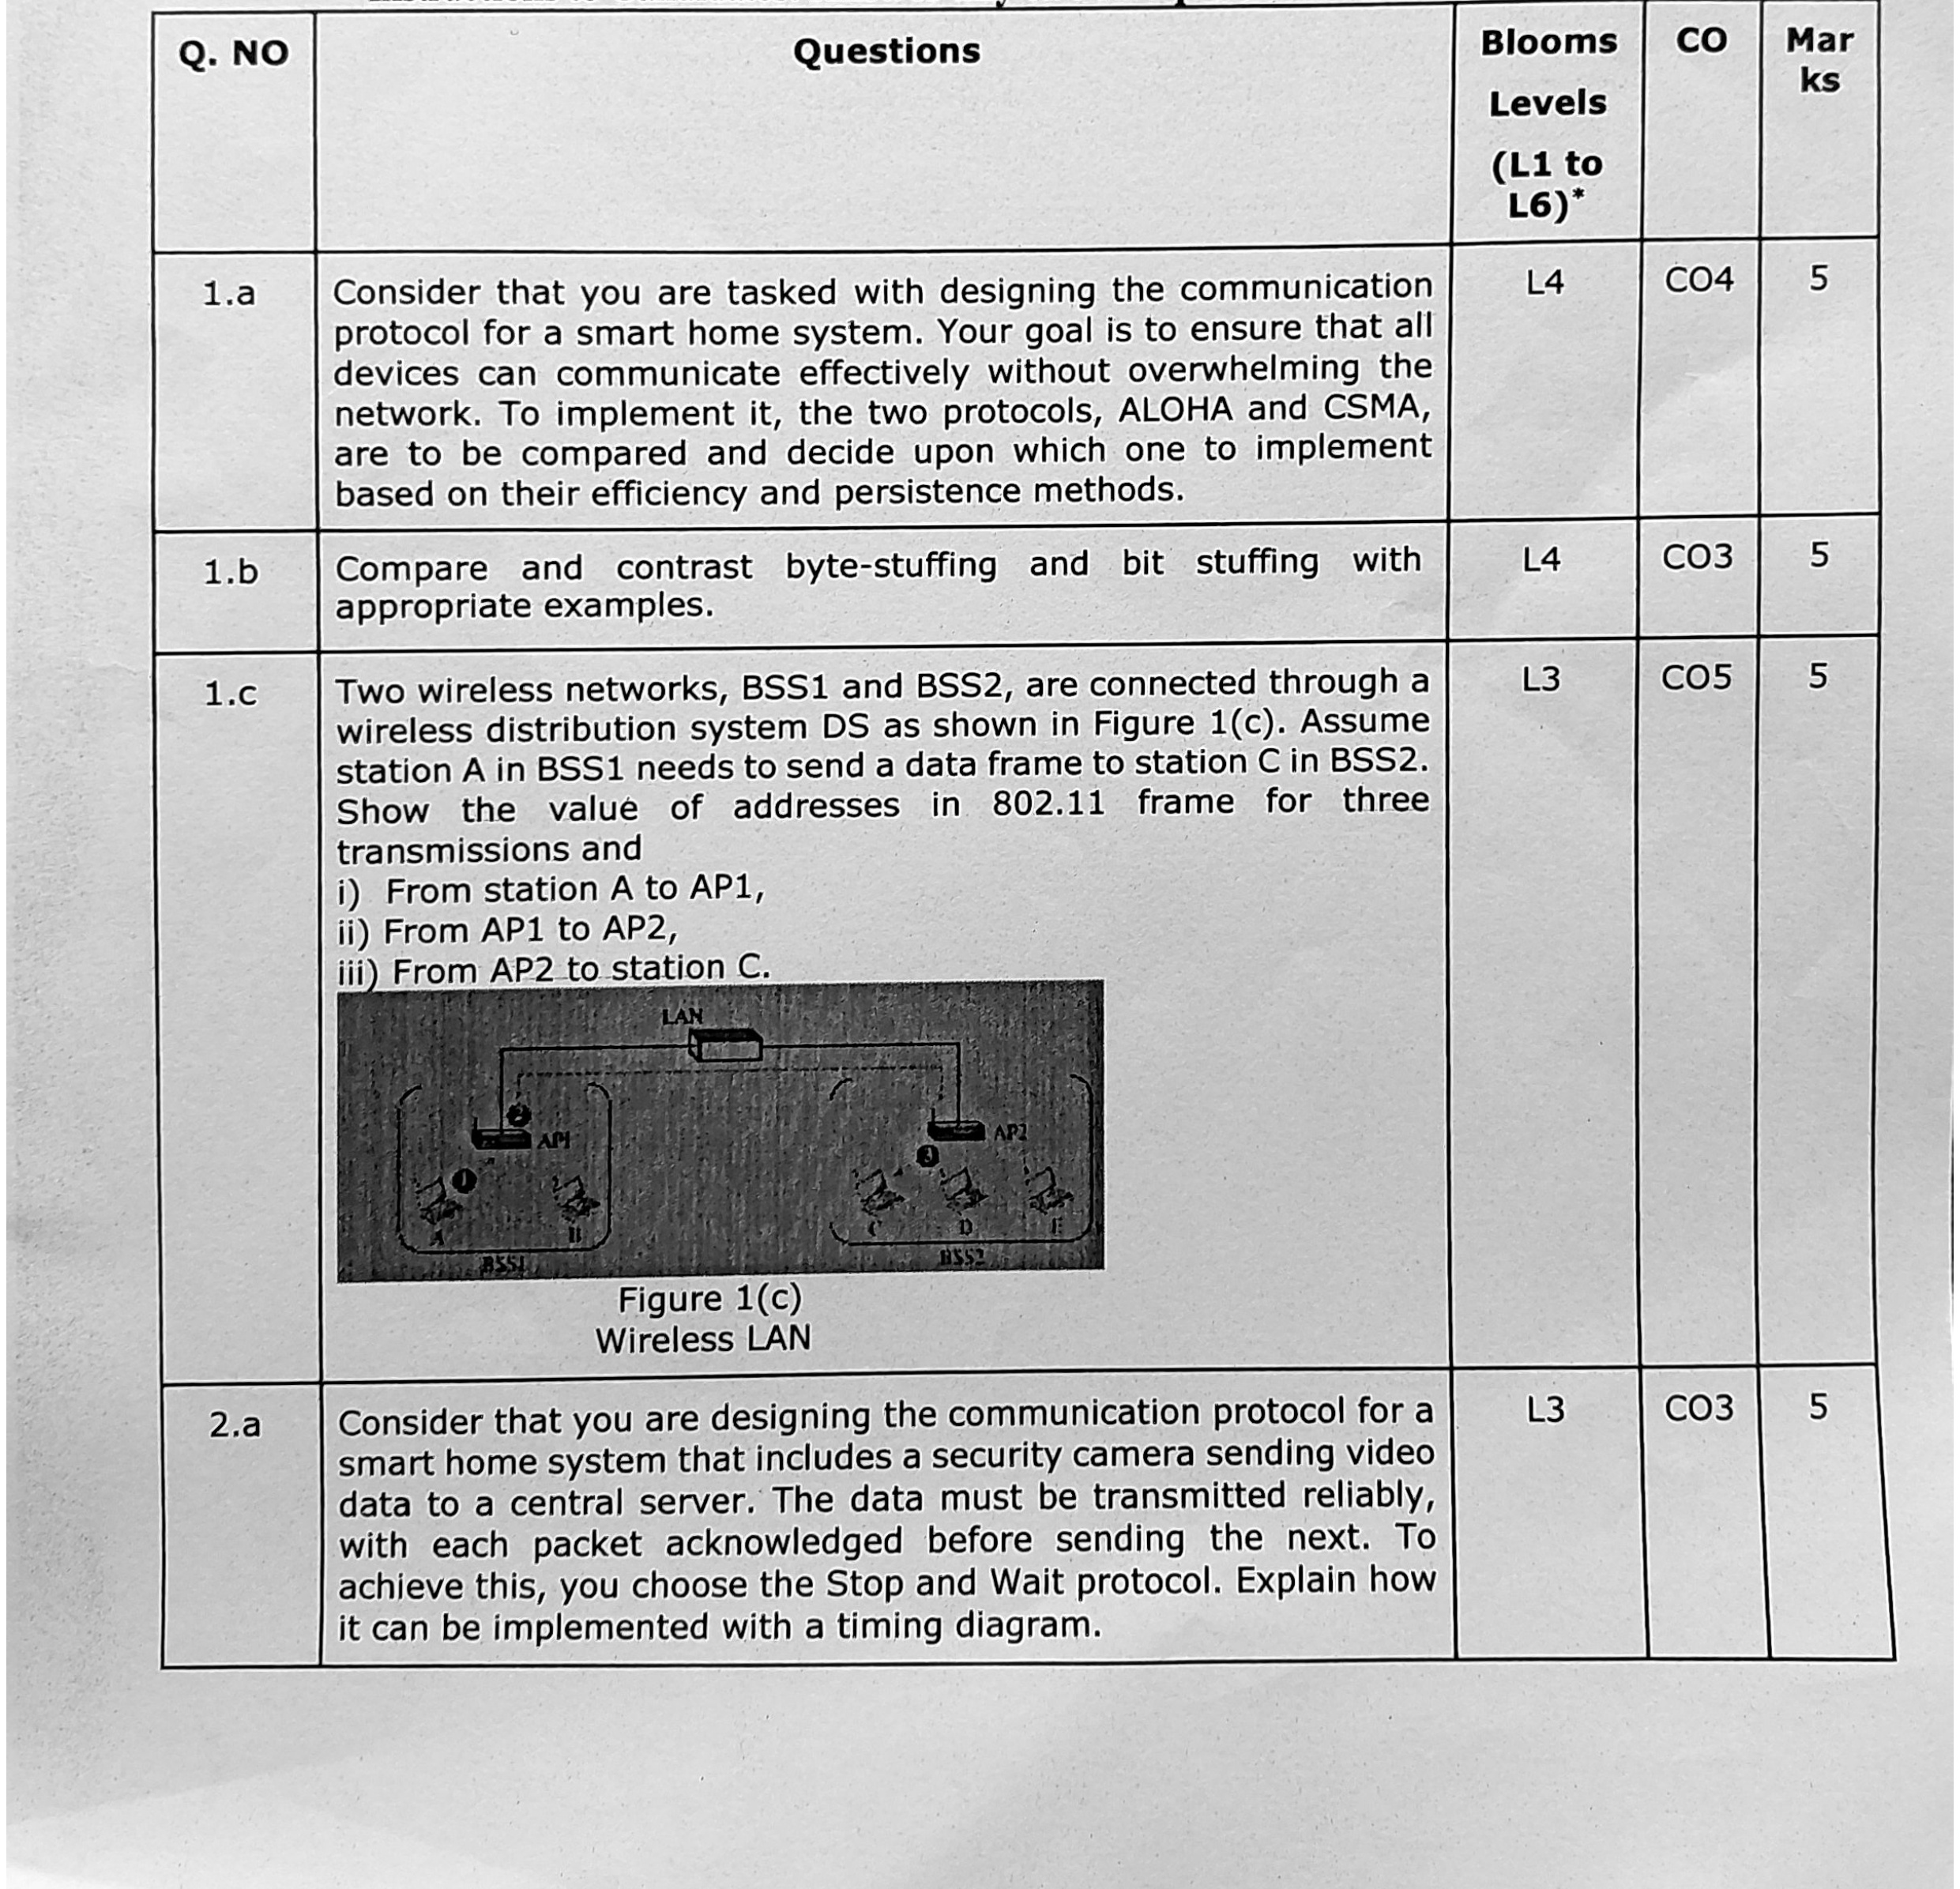 Q. NO
Questions
Blooms
Levels
(L1 to
L6)*
CO
Mar
ks
1.a
Consider that you are tasked with designing the communication
protocol for a smart home system. Your goal is to ensure that all
devices can communicate effectively without overwhelming the
network. To implement it, the two protocols, ALOHA and CSMA,
are to be compared and decide upon which one to implement
based on their efficiency and persistence methods.
L4
CO4
5
1.b
Compare and contrast byte-stuffing and bit stuffing with
appropriate examples.
L4
CO3
5
1.c
Two wireless networks, BSS1 and BSS2, are connected through a
wireless distribution system DS as shown in Figure 1(c). Assume
station A in BSS1 needs to send a data frame to station C in BSS2.
Show the value of addresses in 802.11 frame for three
transmissions and
i) From station A to AP1,
ii) From AP1 to AP2,
iii) From AP2 to station C.
LAN
2
AP1
AP2
1
3
A
B
C
D
E
BSS1
BSS2
Figure 1(c)
Wireless LAN
L3
CO5
5
2.a
Consider that you are designing the communication protocol for a
smart home system that includes a security camera sending video
data to a central server. The data must be transmitted reliably,
with each packet acknowledged before sending the next. To
achieve this, you choose the Stop and Wait protocol. Explain how
it can be implemented with a timing diagram.
L3
CO3
5